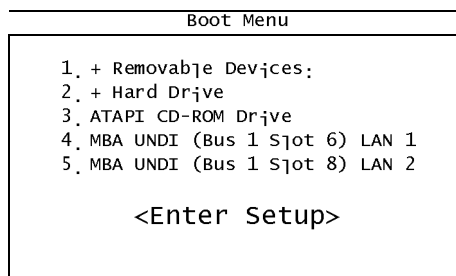 Boot Menu
1. + Removable Devices:
2. + Hard Drive
3. ATAPI CD-ROM Drive
4. MBA UNDI (Bus 1 Slot 6) LAN 1
5. MBA UNDI (Bus 1 Slot 8) LAN 2
<Enter Setup>